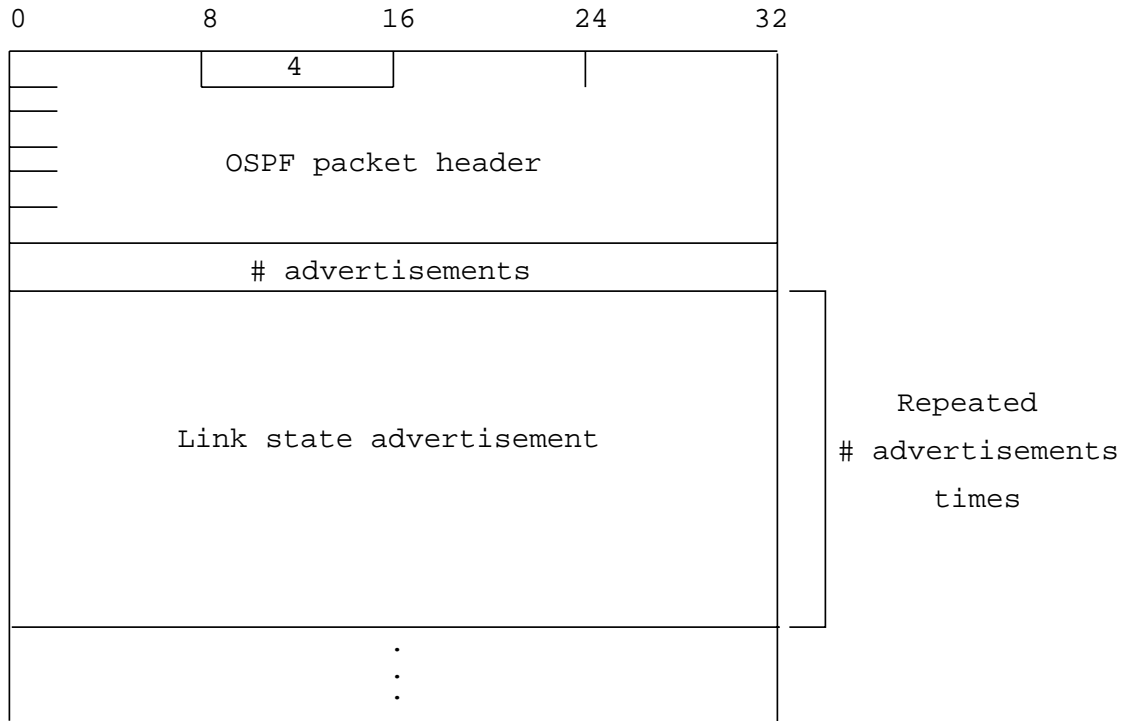 0 8 16 24 32
4
OSPF packet header
# advertisements
Link state advertisement
Repeated
# advertisements
times
.
.
.